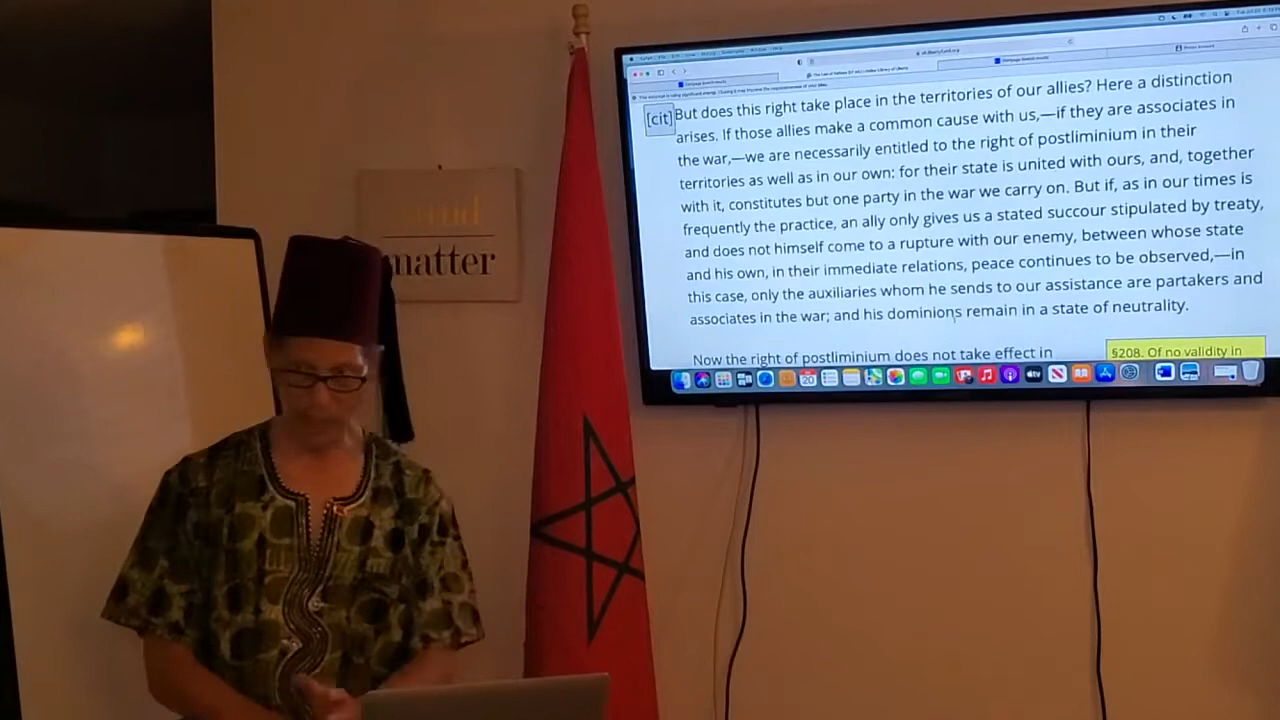 [cit] But does this right take place in the territories of our allies? Here a distinction
arises. If those allies make a common cause with us,—if they are associates in
the war,—we are necessarily entitled to the right of postliminium in their
territories as well as in our own: for their state is united with ours, and, together
with it, constitutes but one party in the war we carry on. But if, as in our times is
frequently the practice, an ally only gives us a stated succour stipulated by treaty,
and does not himself come to a rupture with our enemy, between whose state
and his own, in their immediate relations, peace continues to be observed,—in
this case, only the auxiliaries whom he sends to our assistance are partakers and
associates in the war; and his dominions remain in a state of neutrality.
Now the right of postliminium does not take effect in
§208. Of no validity in
matter